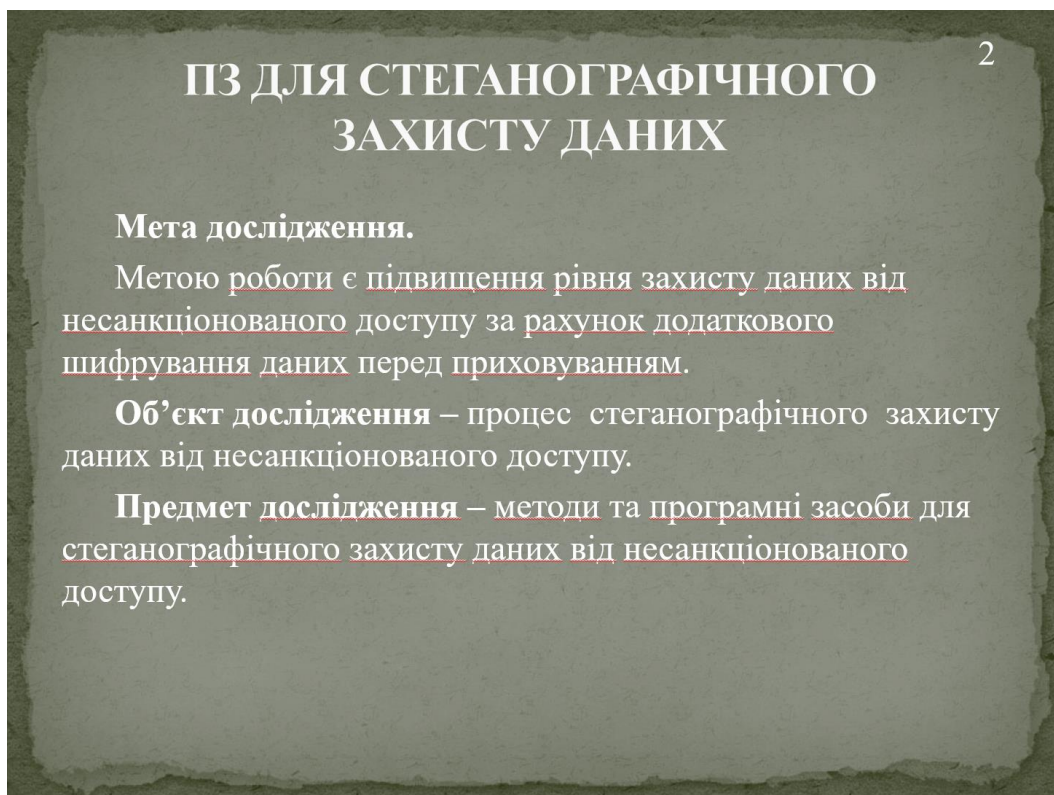 2
ПЗ ДЛЯ СТЕГАНОГРАФІЧНОГО
ЗАХИСТУ ДАНИХ
Мета дослідження.
Метою роботи є підвищення рівня захисту даних від
несанкціонованого доступу за рахунок додаткового
шифрування даних перед приховуванням.
Об’єкт дослідження – процес стеганографічного захисту
даних від несанкціонованого доступу.
Предмет дослідження – методи та програмні засоби для
стеганографічного захисту даних від несанкціонованого
доступу.